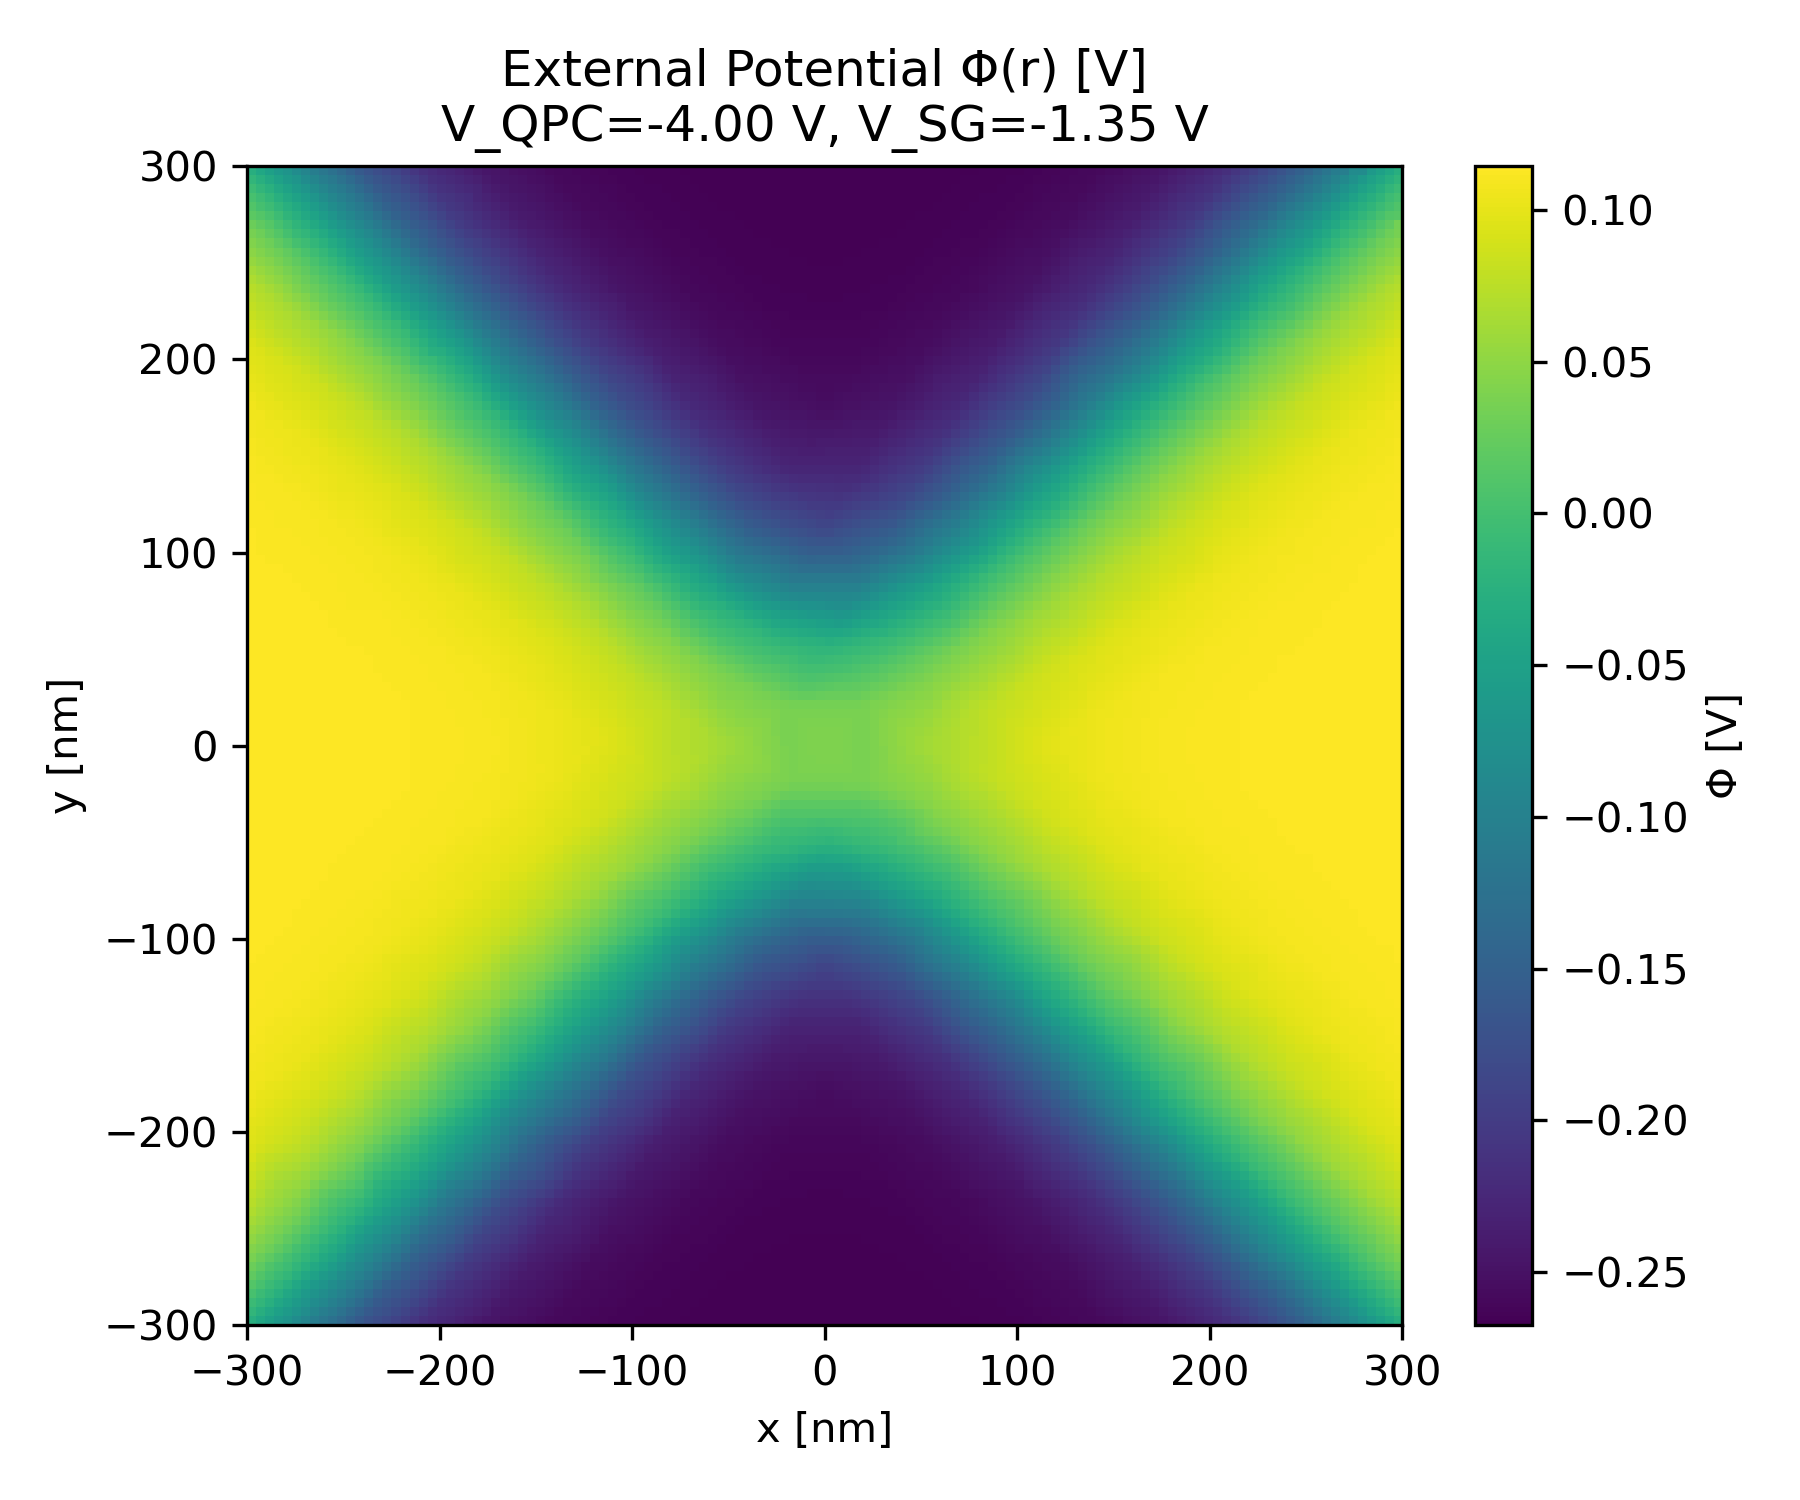 External Potential Φ(r) [V]
V_QPC=-4.00 V, V_SG=-1.35 V
300
200
100
0
−100
−200
−300
y [nm]
−300 −200 −100 0 100 200 300
x [nm]
0.10
0.05
0.00
−0.05
−0.10
−0.15
−0.20
−0.25
Φ [V]